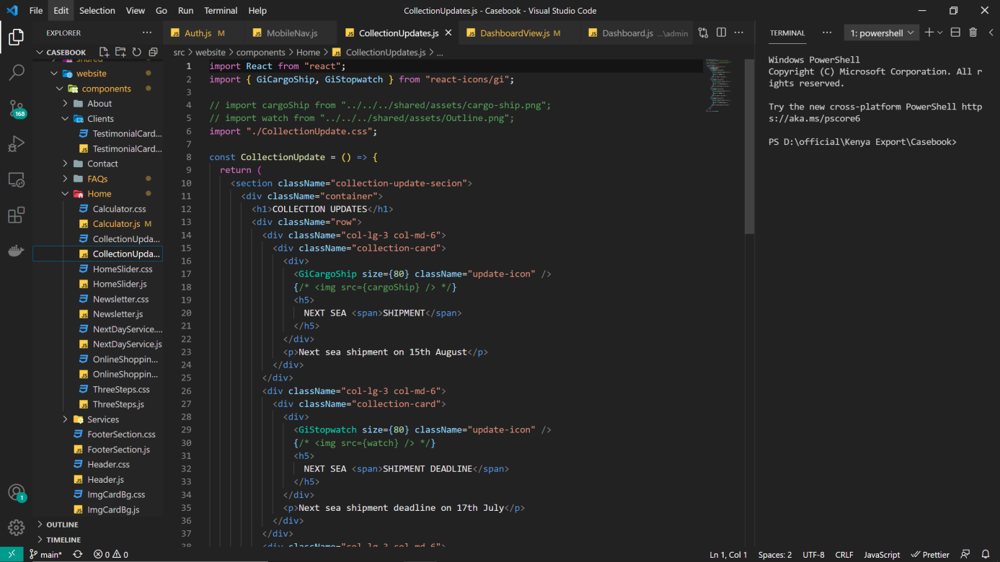 File Edit Selection View Go Run Terminal Help
CollectionUpdates.js - Casebook - Visual Studio Code
EXPLORER
CASEBOOK
shared
website
components
About
Clients
TestimonialCard...
TestimonialCard...
Contact
FAQs
Home
Calculator.css
Calculator.js M
CollectionUpda...
CollectionUpda...
HomeSlider.css
HomeSlider.js
Newsletter.css
Newsletter.js
NextDayService....
NextDayService.js
OnlineShoppin...
OnlineShoppin...
ThreeSteps.css
ThreeSteps.js
Services
FooterSection.css
FooterSection.js
Header.css
Header.js
ImgCardBg.css
ImgCardBg.js
OUTLINE
TIMELINE
168
1
JS Auth.js M
JS MobileNav.js
JS CollectionUpdates.js
JS DashboardView.js M
JS Dashboard.js ...\admin
src > website > components > Home > JS CollectionUpdates.js > ...
1 import React from "react";
2 import { GiCargoShip, GiStopwatch } from "react-icons/gi";
3
4 // import cargoShip from "../../../shared/assets/cargo-ship.png";
5 // import watch from "../../../shared/assets/Outline.png";
6 import "./CollectionUpdate.css";
7
8 const CollectionUpdate = () => {
9 return (
10 <section className="collection-update-secion">
11 <div className="container">
12 <h1>COLLECTION UPDATES</h1>
13 <div className="row">
14 <div className="col-lg-3 col-md-6">
15 <div className="collection-card">
16 <div>
17 <GiCargoShip size={80} className="update-icon" />
18 {/* <img src={cargoShip} /> */}
19 <h5>
20 NEXT SEA <span>SHIPMENT</span>
21 </h5>
22 </div>
23 <p>Next sea shipment on 15th August</p>
24 </div>
25 </div>
26 <div className="col-lg-3 col-md-6">
27 <div className="collection-card">
28 <div>
29 <GiStopwatch size={80} className="update-icon" />
30 {/* <img src={watch} /> */}
31 <h5>
32 NEXT SEA <span>SHIPMENT DEADLINE</span>
33 </h5>
34 </div>
35 <p>Next sea shipment deadline on 17th July</p>
36 </div>
37 </div>
38 <div className="col-lg-3 col-md-6">
TERMINAL
1: powershell
Windows PowerShell
Copyright (C) Microsoft Corporation. All r
ights reserved.
Try the new cross-platform PowerShell http
s://aka.ms/pscore6
PS D:\official\Kenya Export\Casebook>
main* 0 0
Ln 1, Col 1 Spaces: 2 UTF-8 CRLF JavaScript Prettier